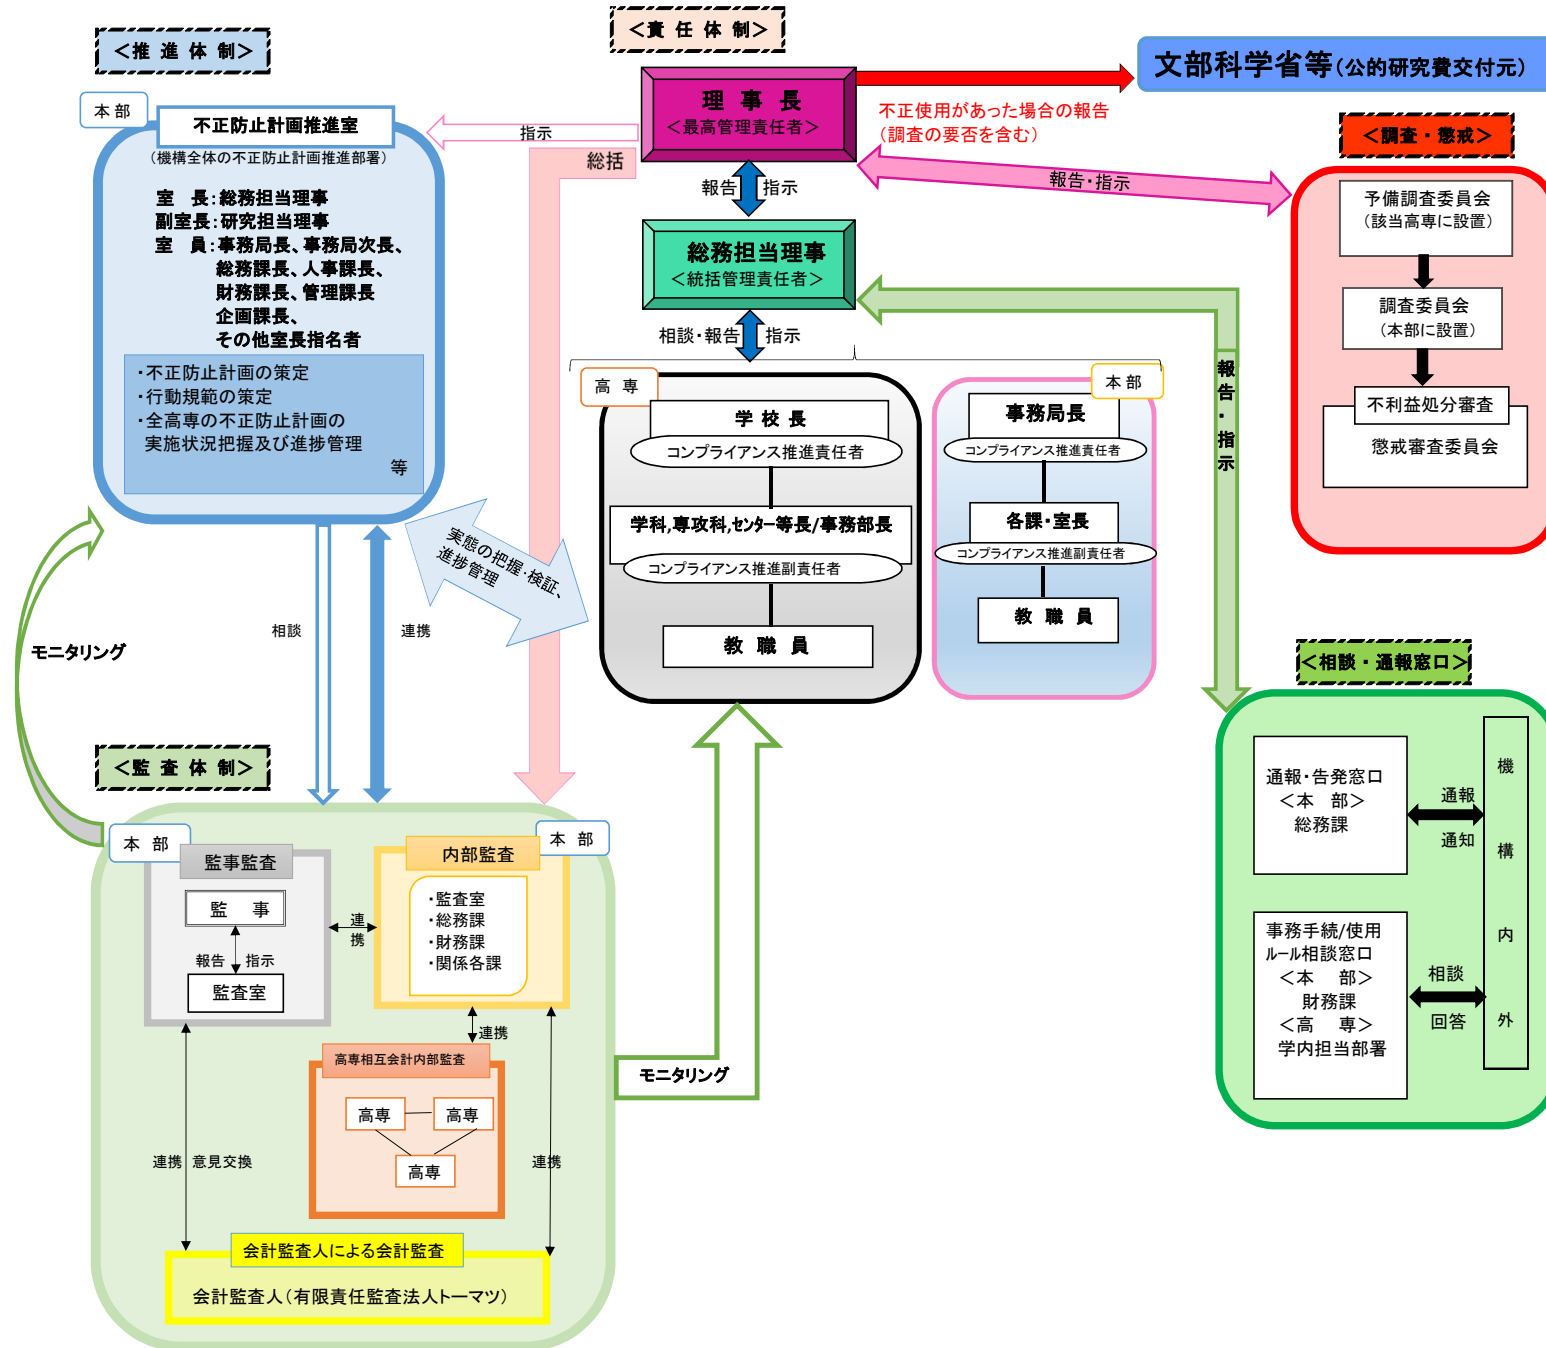 ＜推 進 体 制＞
＜責 任 体 制＞
文部科学省等(公的研究費交付元)
理 事 長
＜最高管理責任者＞
不正使用があった場合の報告
(調査の要否を含む)
本 部
不正防止計画推進室
(機構全体の不正防止計画推進部署)
室　長：総務担当理事
副室長：研究担当理事
室　員：事務局長、事務局次長、
総務課長、人事課長、
財務課長、管理課長
企画課長、
その他室長指名者
・不正防止計画の策定
・行動規範の策定
・全高専の不正防止計画の
実施状況把握及び進捗管理
等
指示
総括
報告
指示
報告・指示
＜調査・懲戒＞
予備調査委員会
(該当高専に設置)
調査委員会
(本部に設置)
不利益処分審査
懲戒審査委員会
総務担当理事
＜統括管理責任者＞
相談・報告
指示
報告・指示
高 専
学 校 長
コンプライアンス推進責任者
学科,専攻科,センター等長/事務部長
コンプライアンス推進副責任者
教 職 員
本 部
事務局長
コンプライアンス推進責任者
各課・室長
コンプライアンス推進副責任者
教 職 員
実態の把握・検証、
進捗管理
相談
連携
モニタリング
＜相談・通報窓口＞
通報・告発窓口
＜本　部＞
総務課
通報
通知
事務手続/使用
ルール相談窓口
＜本　部＞
財務課
＜高　専＞
学内担当部署
相談
回答
機構内外
＜監 査 体 制＞
本 部
監事監査
監　事
報告
指示
監査室
連携
本 部
内部監査
・監査室
・総務課
・財務課
・関係各課
連携
高専相互会計内部監査
高専
高専
高専
連携
意見交換
連携
モニタリング
会計監査人による会計監査
会計監査人(有限責任監査法人トーマツ)